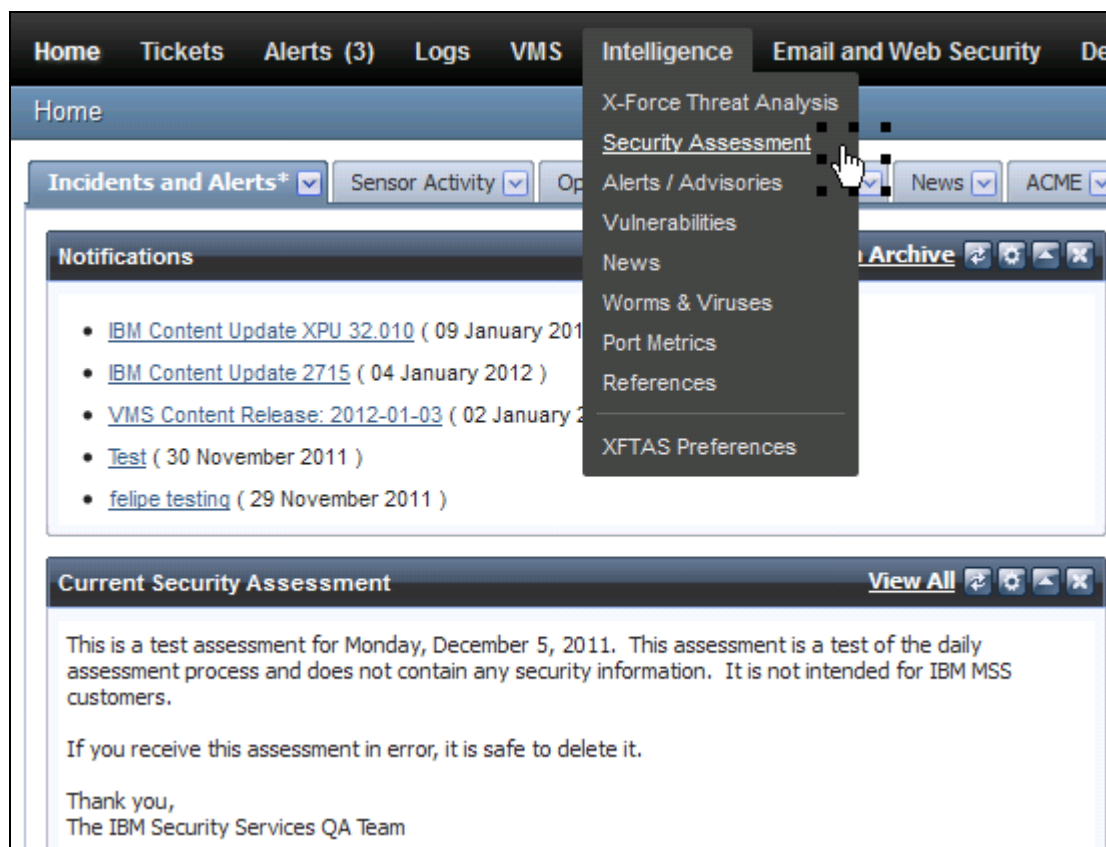 Home Tickets Alerts (3) Logs VMS Intelligence Email and Web Security
Home
X-Force Threat Analysis
Security Assessment
Alerts / Advisories
Vulnerabilities
News
Worms & Viruses
Port Metrics
References
XFTAS Preferences
Incidents and Alerts* Sensor Activity News ACME
Notifications Archive
IBM Content Update XPU 32.010 ( 09 January 201
IBM Content Update 2715 ( 04 January 2012 )
VMS Content Release: 2012-01-03 ( 02 January
Test ( 30 November 2011 )
felipe testing ( 29 November 2011 )
Current Security Assessment View All
This is a test assessment for Monday, December 5, 2011. This assessment is a test of the daily
assessment process and does not contain any security information. It is not intended for IBM MSS
customers.
If you receive this assessment in error, it is safe to delete it.
Thank you,
The IBM Security Services QA Team